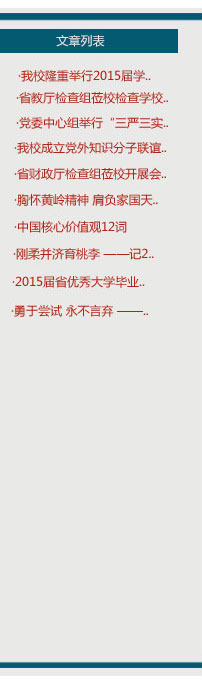 文章列表
·我校隆重举行2015届学..
·省教厅检查组莅校检查学校..
·党委中心组举行“三严三实..
·我校成立党外知识分子联谊..
·省财政厅检查组莅校开展会..
·胸怀黄岭精神 肩负家国天..
·中国核心价值观12词
·刚柔并济育桃李 ——记2..
·2015届省优秀大学毕业..
·勇于尝试 永不言弃 ——..